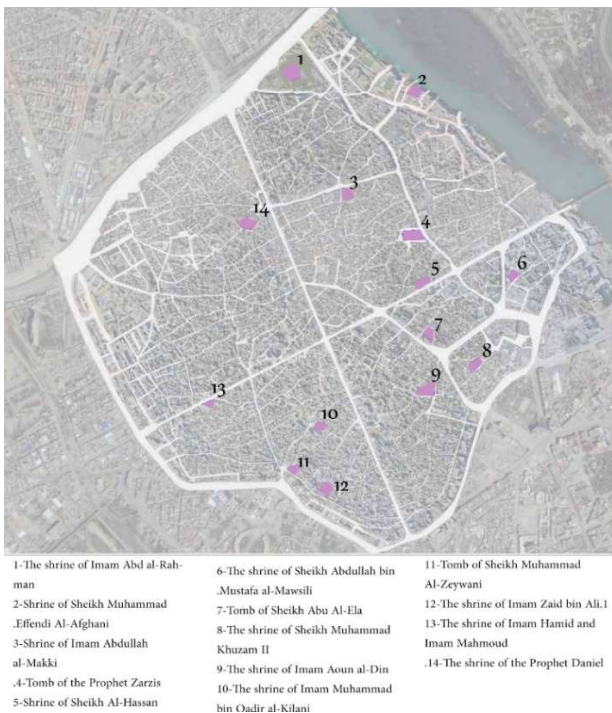 1
2
3
14
4
5
6
7
8
9
13
10
11
12
1-The shrine of Imam Abd al-Rah-
man
2-Shrine of Sheikh Muhammad
.Effendi Al-Afghani
3-Shrine of Imam Abdullah
al-Makki
.4-Tomb of the Prophet Zarzis
5-Shrine of Sheikh Al-Hassan
6-The shrine of Sheikh Abdullah bin
.Mustafa al-Mawsili
7-Tomb of Sheikh Abu Al-Ela
8-The shrine of Sheikh Muhammad
Khuzam II
9-The shrine of Imam Aoun al-Din
10-The shrine of Imam Muhammad
bin Qadir al-Kilani
11-Tomb of Sheikh Muhammad
Al-Zeywani
12-The shrine of Imam Zaid bin Ali.1
13-The shrine of Imam Hamid and
Imam Mahmoud
.14-The shrine of the Prophet Daniel